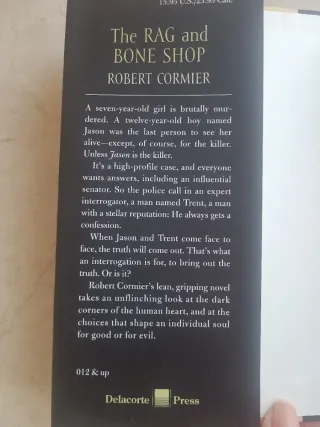 The RAG and
BONE SHOP
ROBERT CORMIER
A seven-year-old girl is brutally mur-
dered. A twelve-year-old boy named
Jason was the last person to see her
alive—except, of course, for the killer.
Unless Jason is the killer.
It's a high-profile case, and everyone
wants answers, including an influential
senator. So the police call in an expert
interrogator, a man named Trent, a man
with a stellar reputation: He always gets a
confession.
When Jason and Trent come face to
face, the truth will come out. That's what
an interrogation is for, to bring out the
truth. Or is it?
Robert Cormier's lean, gripping novel
takes an unflinching look at the dark
corners of the human heart, and at the
choices that shape an individual soul
for good or for evil.
012 & up
Delacorte Press